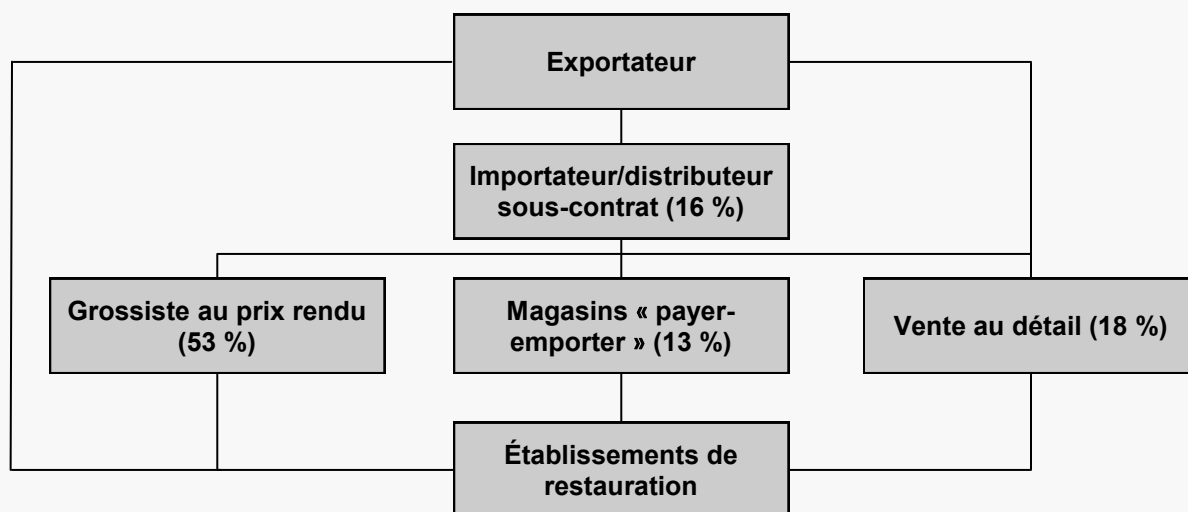 Exportateur
Importateur/distributeur
sous-contrat (16 %)
Grossiste au prix rendu
(53 %)
Magasins « payer-
emporter » (13 %)
Vente au détail (18 %)
Établissements de
restauration